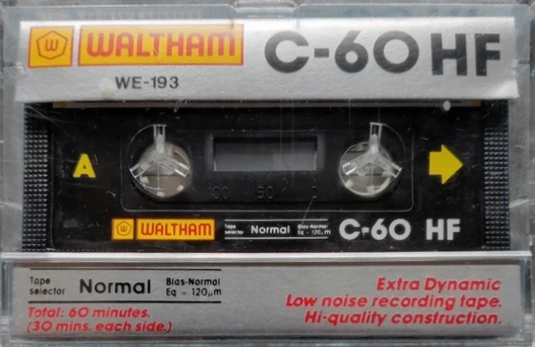 W WALTHAM C-60 HF
WE-193
A
100 50 0
W WALTHAM Tape selector Normal Bias-Normal Eq - 120μm C-60 HF
Tape selector Normal Bias-Normal Eq - 120μm
Total: 60 minutes.
(30 mins. each side.)
Extra Dynamic
Low noise recording tape.
Hi-quality construction.